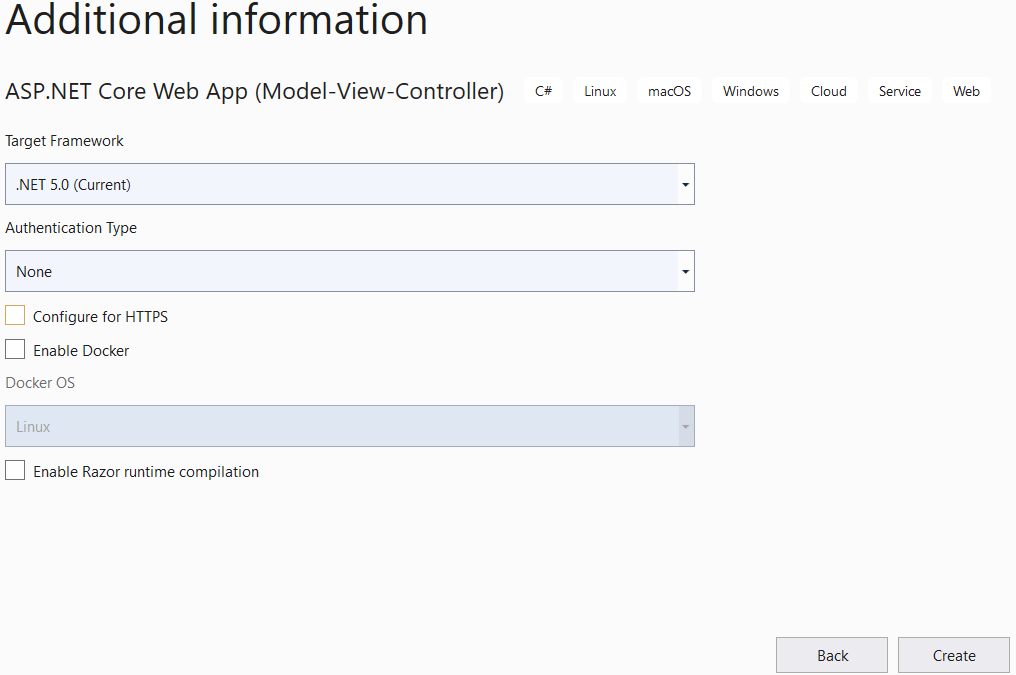 Additional information
ASP.NET Core Web App (Model-View-Controller) C# Linux macOS Windows Cloud Service Web
Target Framework
.NET 5.0 (Current)
Authentication Type
None
Configure for HTTPS
Enable Docker
Docker OS
Linux
Enable Razor runtime compilation
Back Create